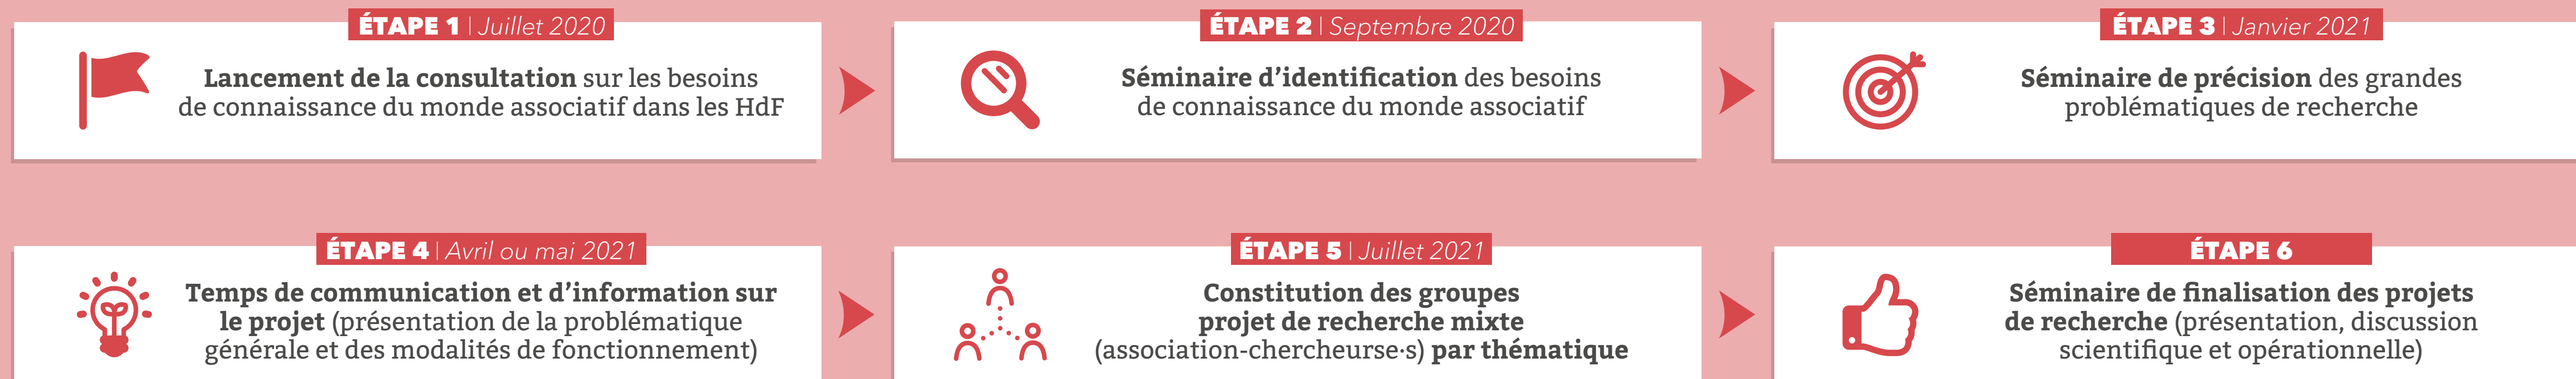 ÉTAPE 1 | Juillet 2020
Lancement de la consultation sur les besoins
de connaissance du monde associatif dans les HdF
ÉTAPE 2 | Septembre 2020
Séminaire d’identification des besoins
de connaissance du monde associatif
ÉTAPE 3 | Janvier 2021
Séminaire de précision des grandes
problématiques de recherche
ÉTAPE 4 | Avril ou mai 2021
Temps de communication et d’information sur
le projet (présentation de la problématique
générale et des modalités de fonctionnement)
ÉTAPE 5 | Juillet 2021
Constitution des groupes
projet de recherche mixte
(association-chercheurse·s) par thématique
ÉTAPE 6
Séminaire de finalisation des projets
de recherche (présentation, discussion
scientifique et opérationnelle)